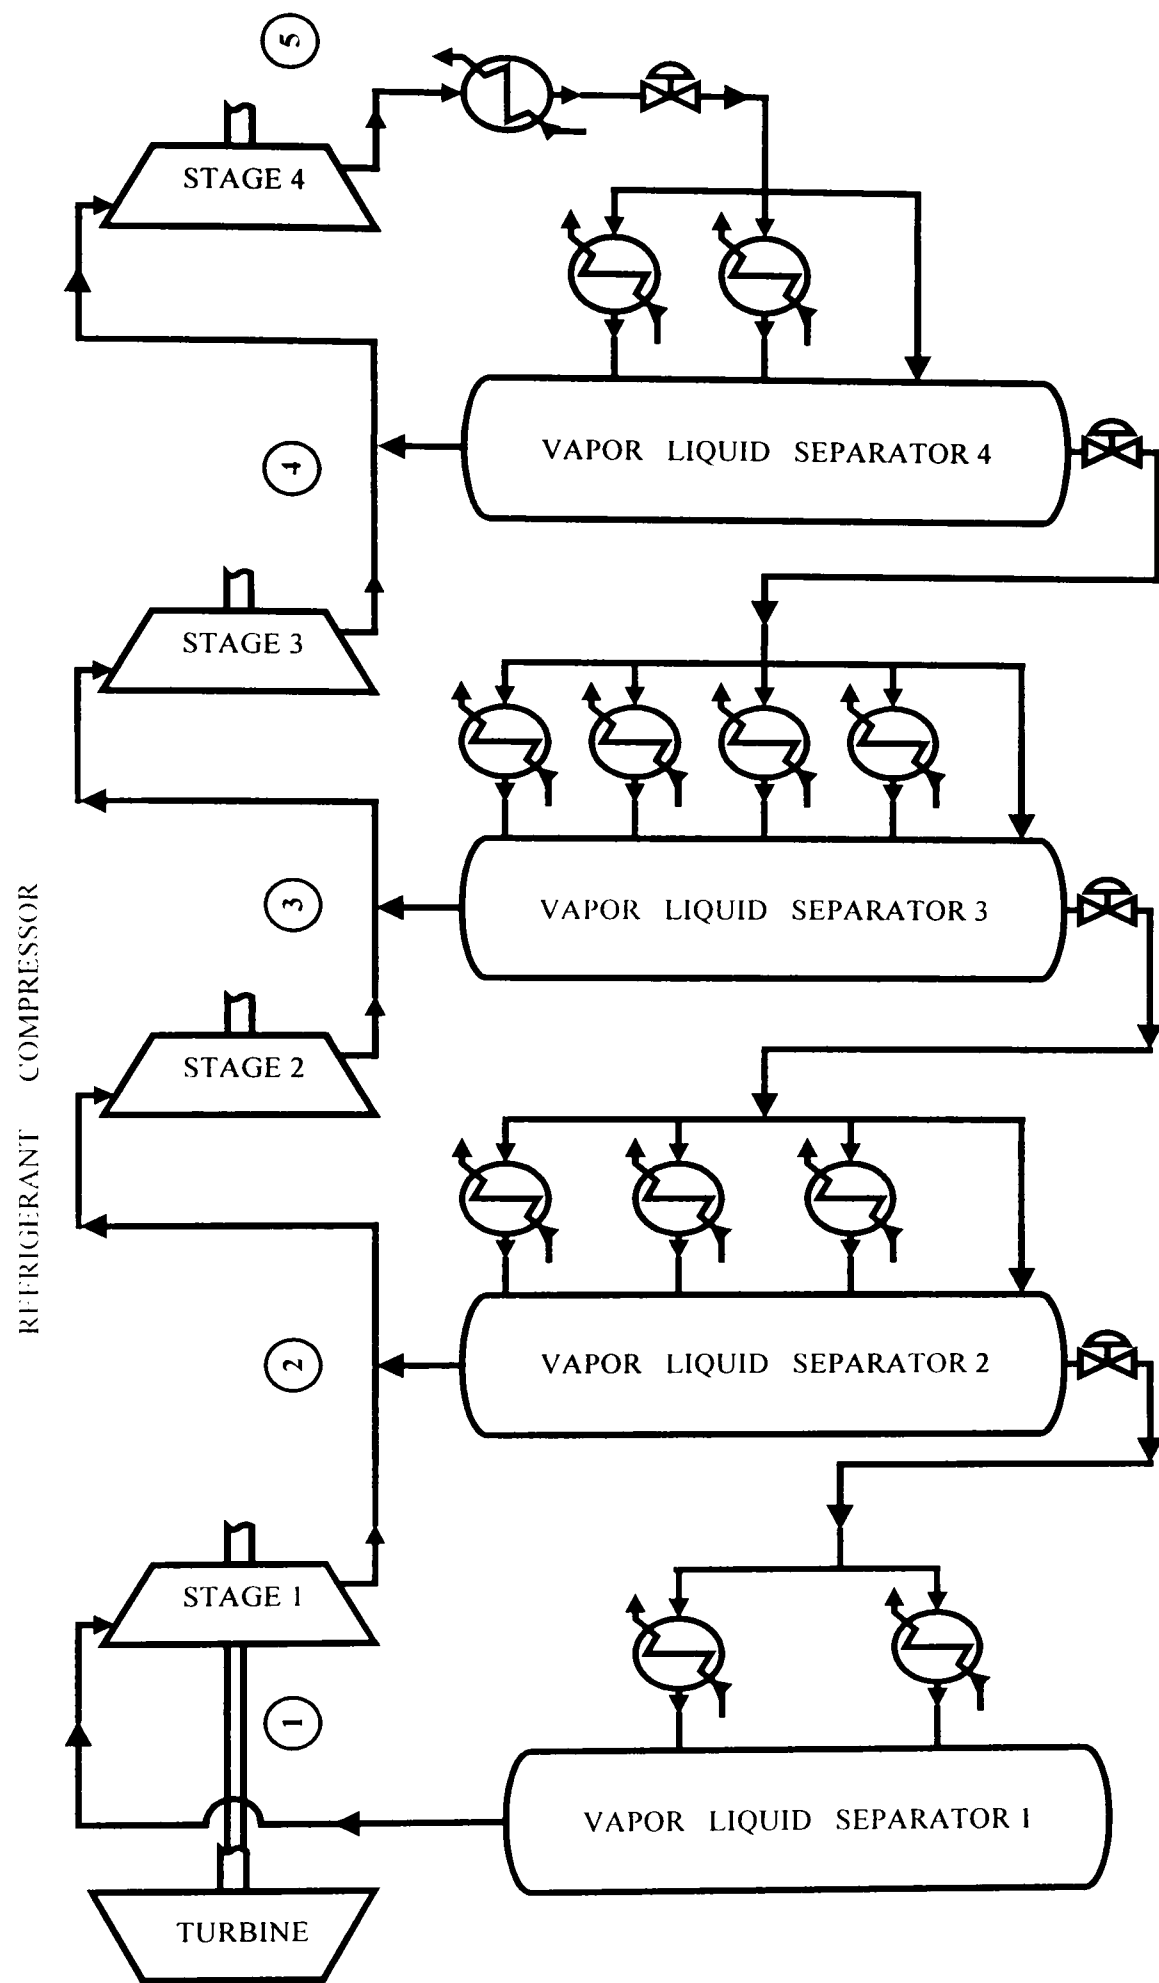 5
STAGE 4
VAPOR LIQUID SEPARATOR 4
4
STAGE 3
VAPOR LIQUID SEPARATOR 3
3
REFRIGERANT COMPRESSOR
STAGE 2
VAPOR LIQUID SEPARATOR 2
2
STAGE 1
1
VAPOR LIQUID SEPARATOR 1
TURBINE